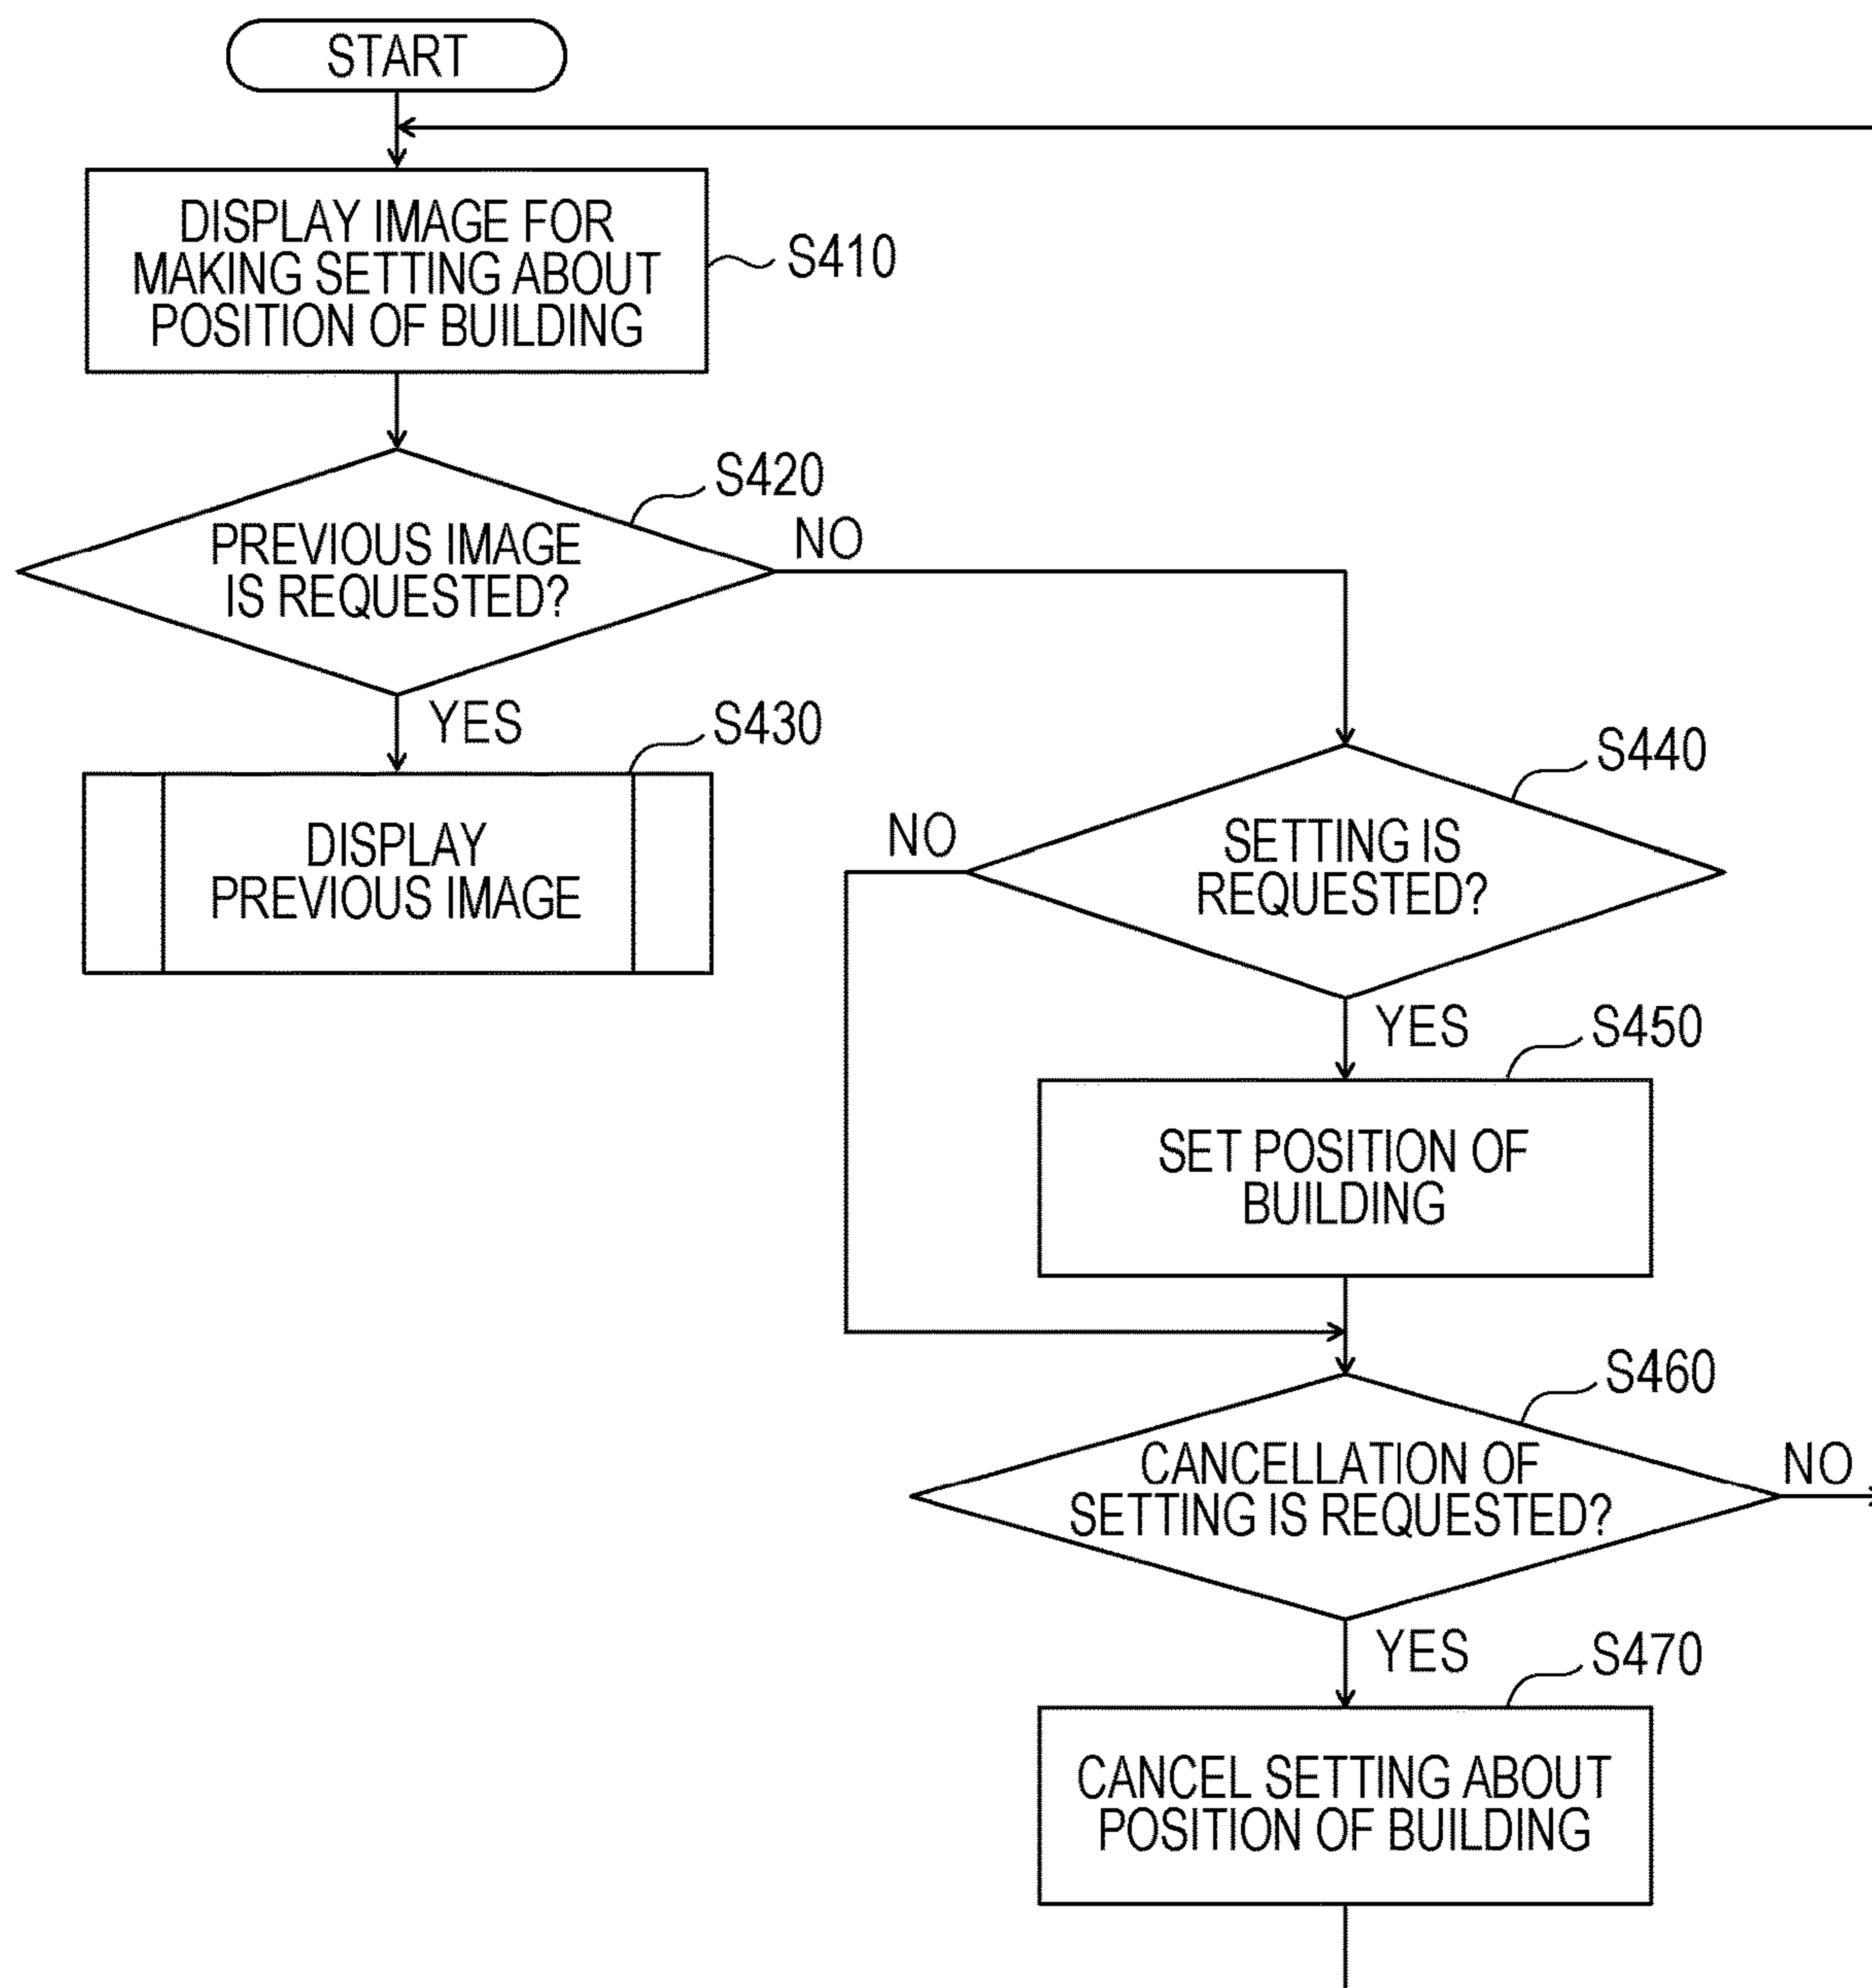 START
DISPLAY IMAGE FOR
MAKING SETTING ABOUT
POSITION OF BUILDING
S410
S420
PREVIOUS IMAGE
IS REQUESTED?
NO
YES
S430
DISPLAY
PREVIOUS IMAGE
S440
SETTING IS
REQUESTED?
NO
YES
S450
SET POSITION OF
BUILDING
S460
CANCELLATION OF
SETTING IS REQUESTED?
NO
YES
S470
CANCEL SETTING ABOUT
POSITION OF BUILDING